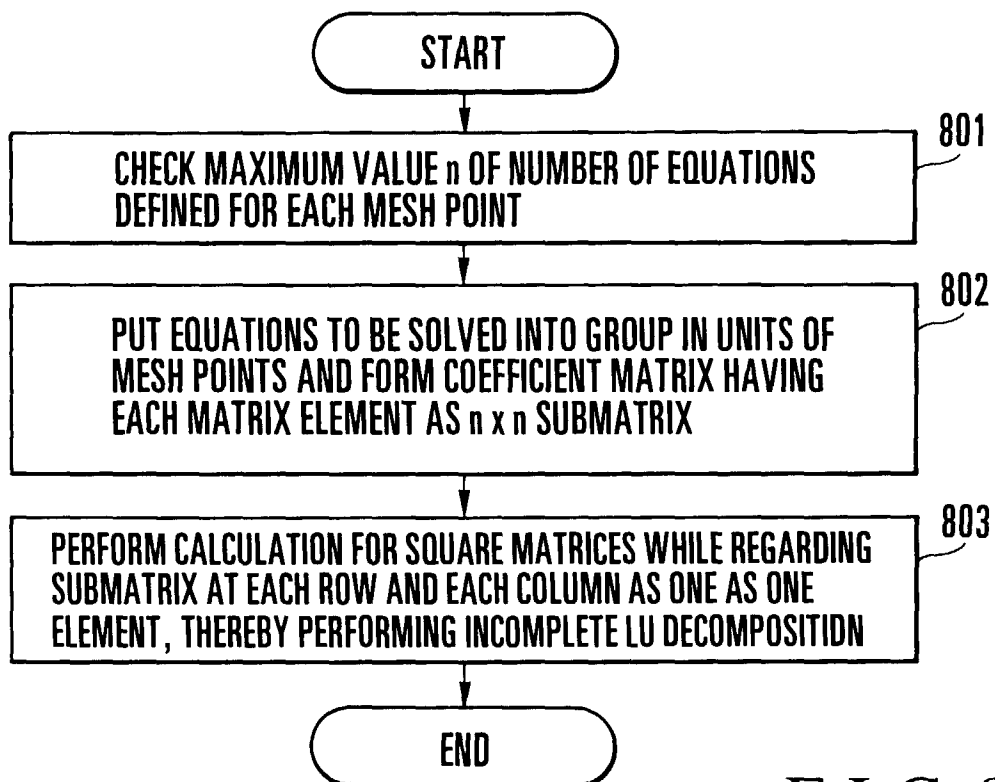 START
801
CHECK MAXIMUM VALUE n OF NUMBER OF EQUATIONS
DEFINED FOR EACH MESH POINT
802
PUT EQUATIONS TO BE SOLVED INTO GROUP IN UNITS OF
MESH POINTS AND FORM COEFFICIENT MATRIX HAVING
EACH MATRIX ELEMENT AS n x n SUBMATRIX
803
PERFORM CALCULATION FOR SQUARE MATRICES WHILE REGARDING
SUBMATRIX AT EACH ROW AND EACH COLUMN AS ONE AS ONE
ELEMENT, THEREBY PERFORMING INCOMPLETE LU DECOMPOSITIDN
END